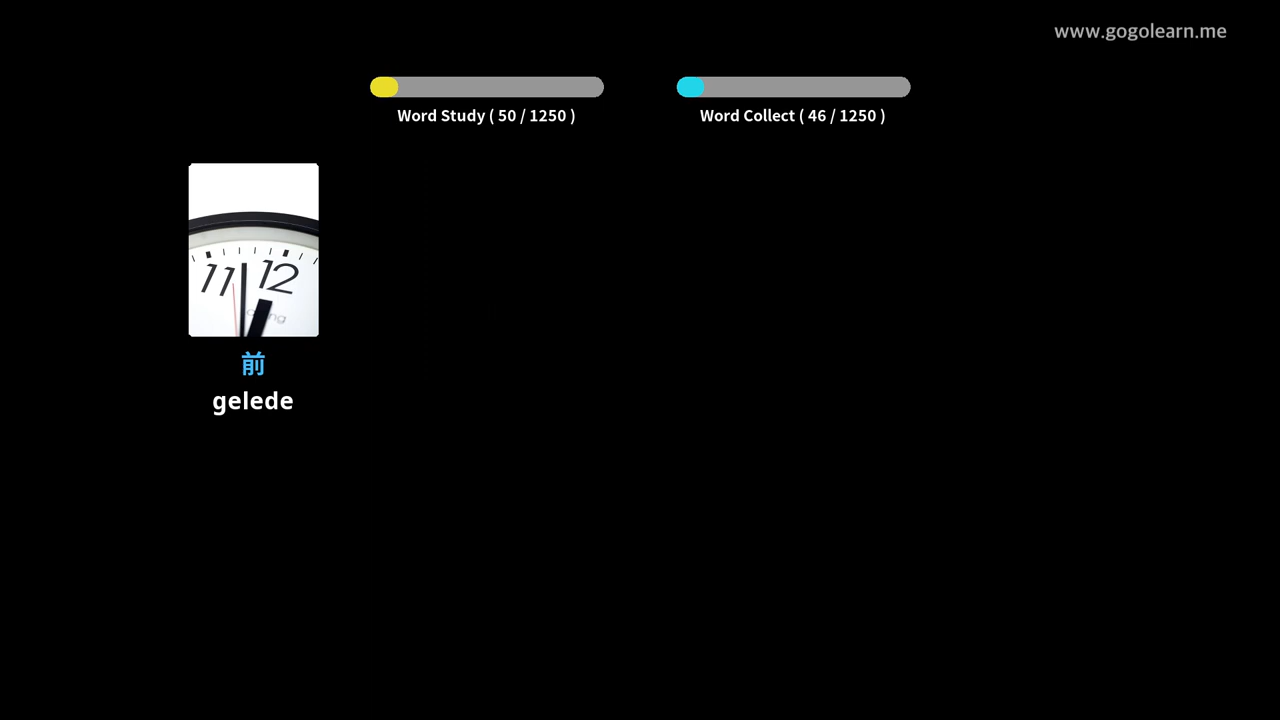 www.gogolearn.me
Word Study ( 50 / 1250 )
Word Collect ( 46 / 1250 )
11
12
前
gelede